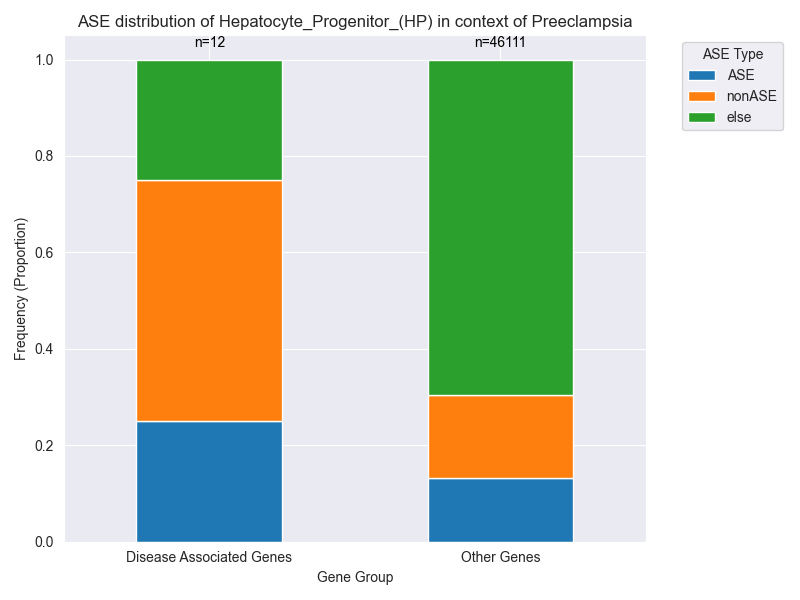 ASE distribution of Hepatocyte_Progenitor_(HP) in context of Preeclampsia
n=12
n=46111
ASE Type
ASE
nonASE
else
1.0
0.8
0.6
0.4
0.2
0.0
Frequency (Proportion)
Disease Associated Genes
Other Genes
Gene Group